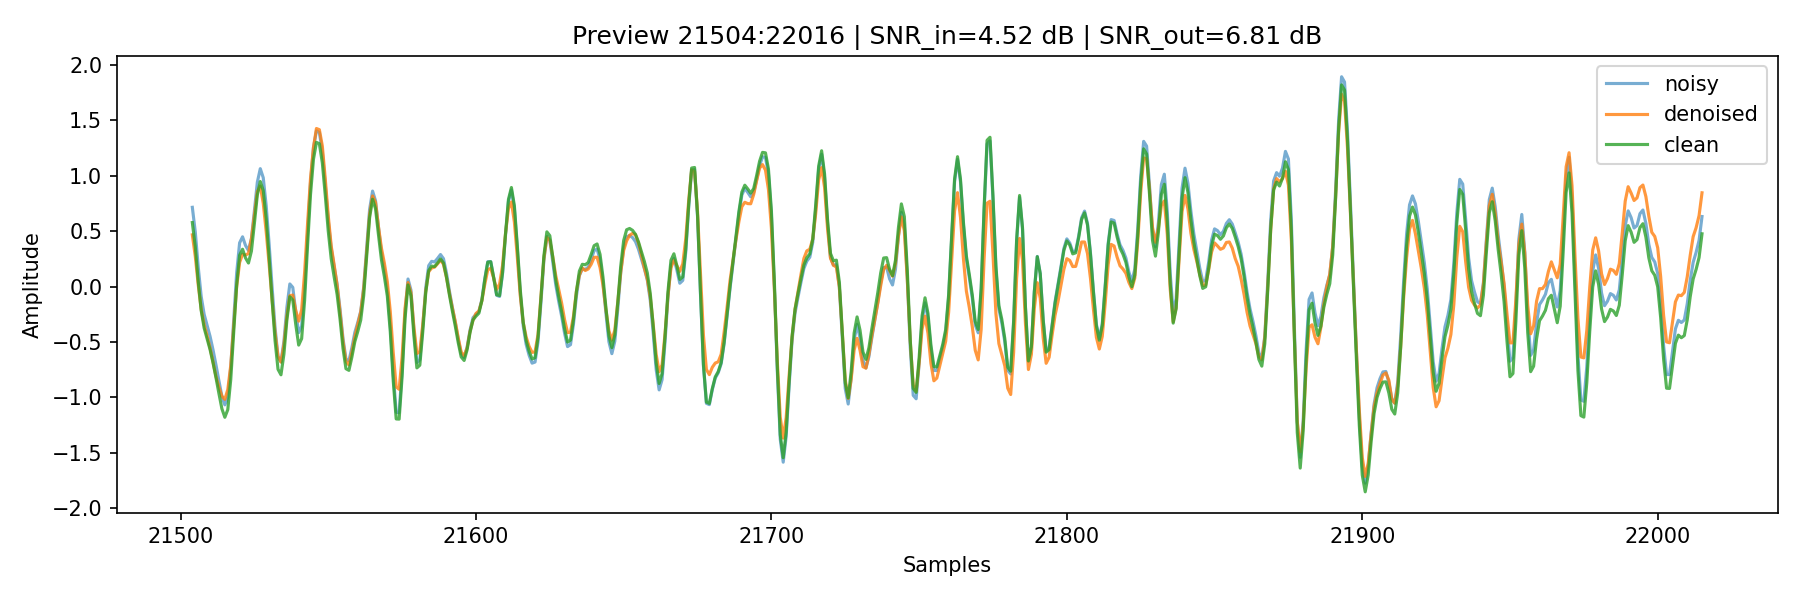 Preview 21504:22016 | SNR_in=4.52 dB | SNR_out=6.81 dB
noisy
denoised
clean
Amplitude
2.0
1.5
1.0
0.5
0.0
−0.5
−1.0
−1.5
−2.0
21500 21600 21700 21800 21900 22000
Samples